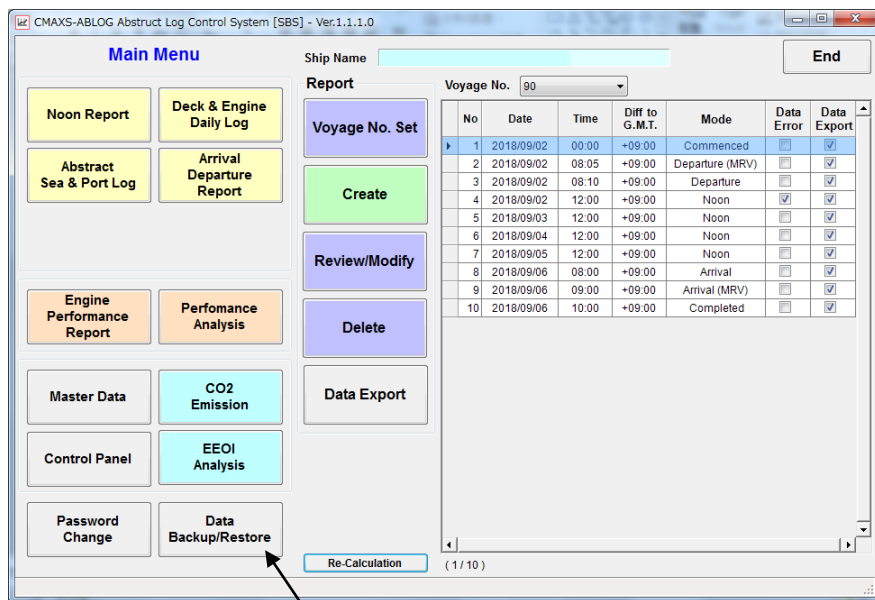 CMAXS-ABLOG Abstruct Log Control System [SBS] - Ver.1.1.1.0
Main Menu
Ship Name
End
Noon Report
Deck & Engine
Daily Log
Abstract
Sea & Port Log
Arrival
Departure
Report
Engine
Performance
Report
Perfomance
Analysis
Master Data
CO2
Emission
Control Panel
EEOI
Analysis
Password
Change
Data
Backup/Restore
Report
Voyage No. Set
Create
Review/Modify
Delete
Data Export
Re-Calculation
Voyage No. 90
No Date Time Diff to G.M.T. Mode Data Error Data Export
1 2018/09/02 00:00 +09:00 Commenced
2 2018/09/02 08:05 +09:00 Departure (MRV)
3 2018/09/02 08:10 +09:00 Departure
4 2018/09/02 12:00 +09:00 Noon
5 2018/09/03 12:00 +09:00 Noon
6 2018/09/04 12:00 +09:00 Noon
7 2018/09/05 12:00 +09:00 Noon
8 2018/09/06 08:00 +09:00 Arrival
9 2018/09/06 09:00 +09:00 Arrival (MRV)
10 2018/09/06 10:00 +09:00 Completed
( 1 / 10 )